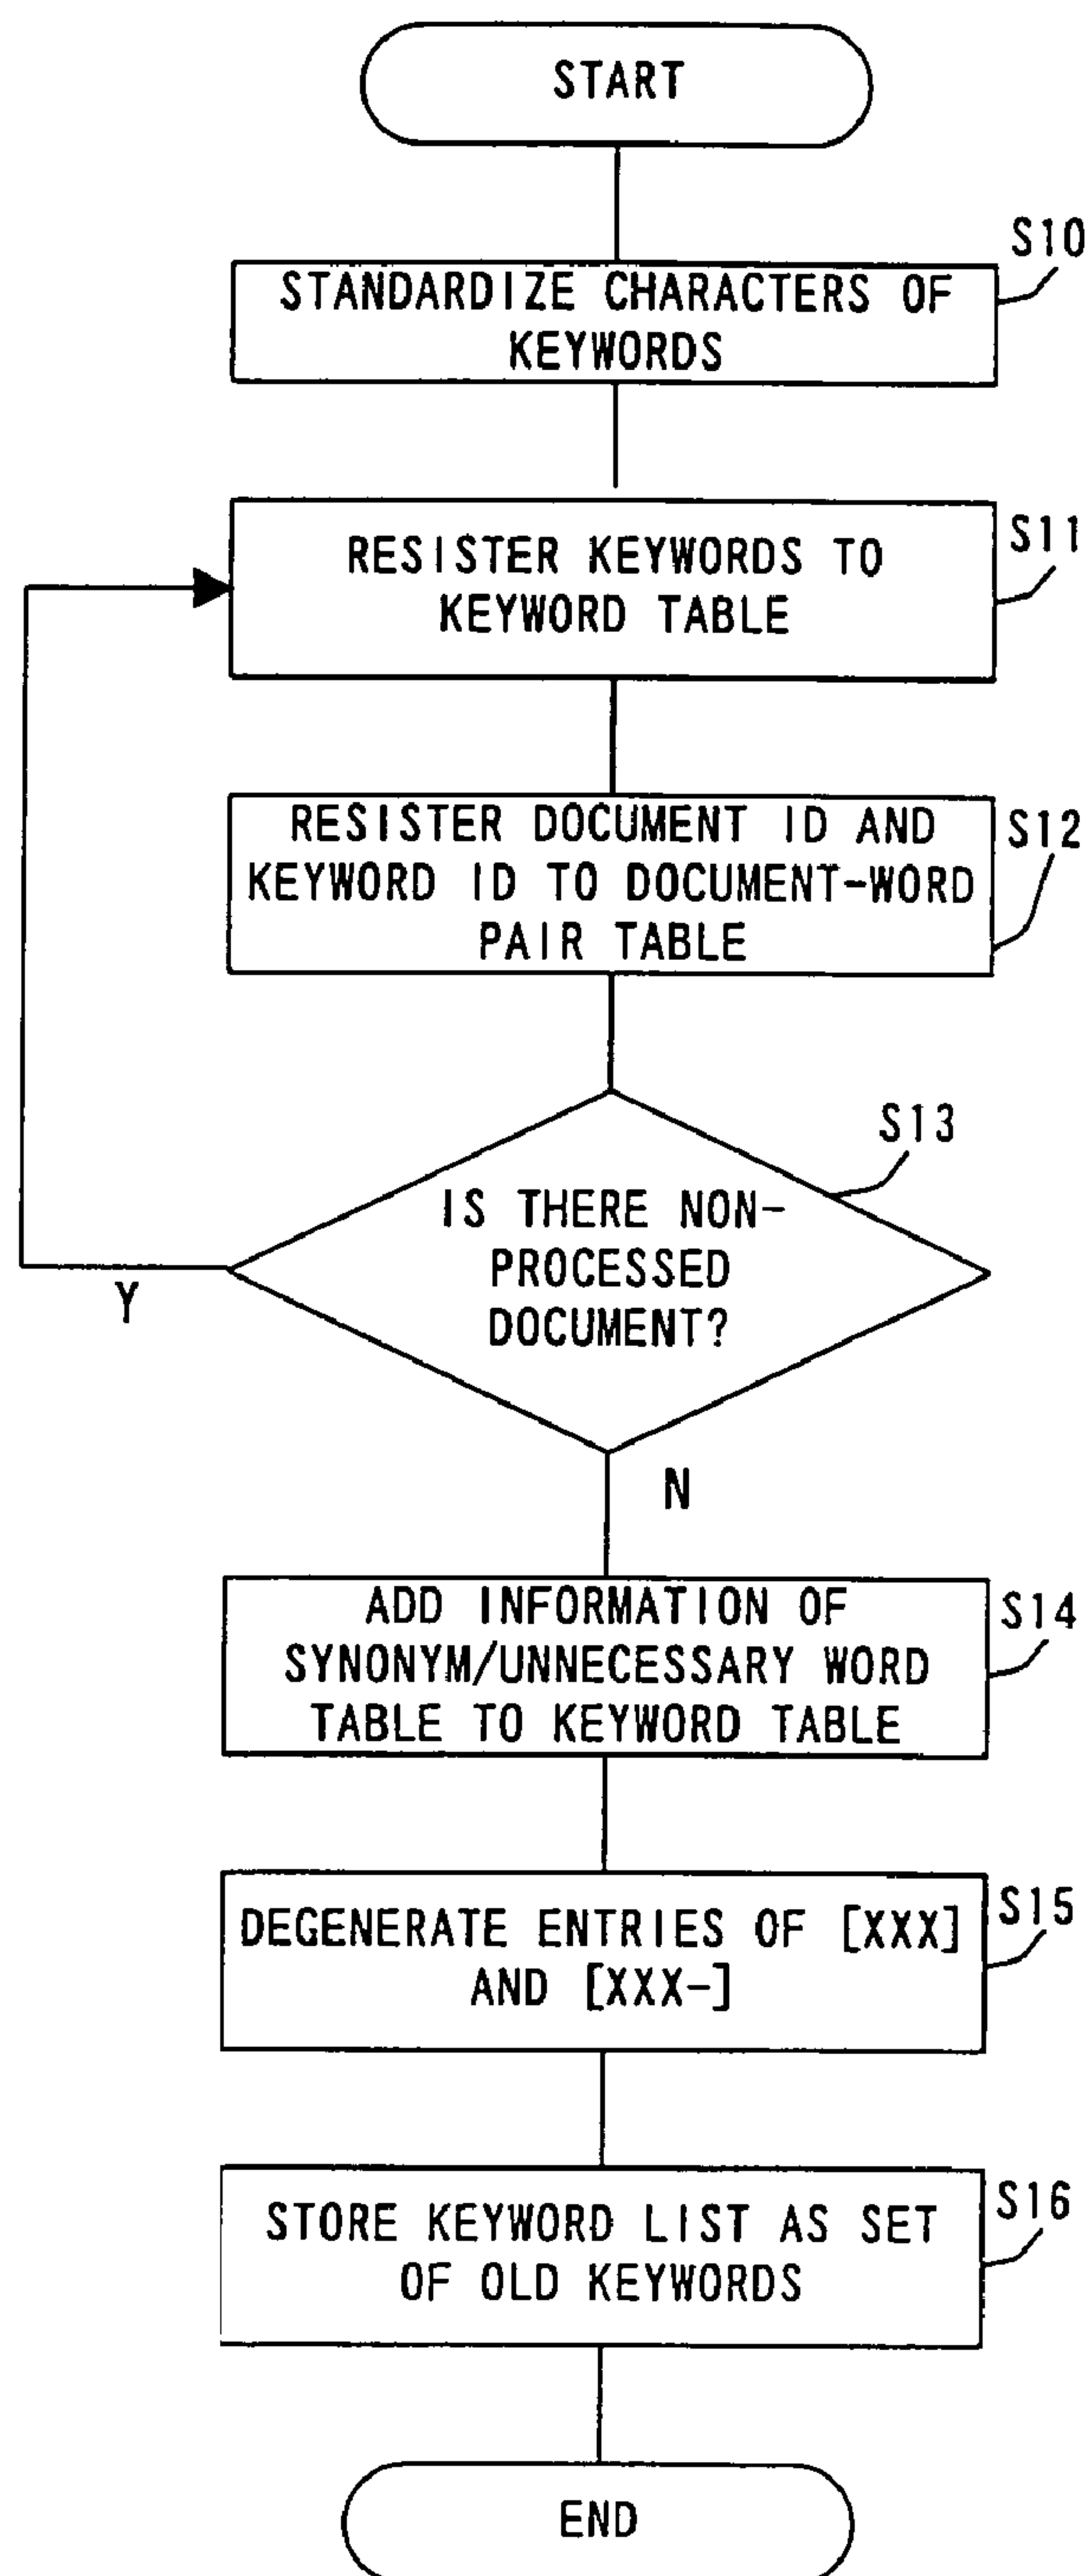 START
S10
STANDARDIZE CHARACTERS OF
KEYWORDS
S11
RESISTER KEYWORDS TO
KEYWORD TABLE
S12
RESISTER DOCUMENT ID AND
KEYWORD ID TO DOCUMENT-WORD
PAIR TABLE
S13
IS THERE NON-
PROCESSED
DOCUMENT?
Y
N
S14
ADD INFORMATION OF
SYNONYM/UNNECESSARY WORD
TABLE TO KEYWORD TABLE
S15
DEGENERATE ENTRIES OF [XXX]
AND [XXX-]
S16
STORE KEYWORD LIST AS SET
OF OLD KEYWORDS
END